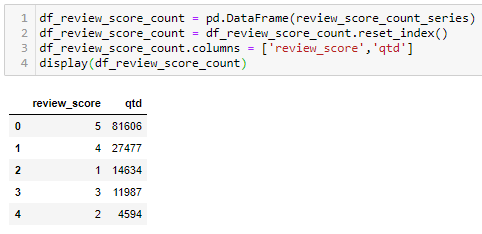 1 df_review_score_count = pd.DataFrame(review_score_count_series)
2 df_review_score_count = df_review_score_count.reset_index()
3 df_review_score_count.columns = ['review_score','qtd']
4 display(df_review_score_count)
review_score qtd
0 5 81606
1 4 27477
2 1 14634
3 3 11987
4 2 4594